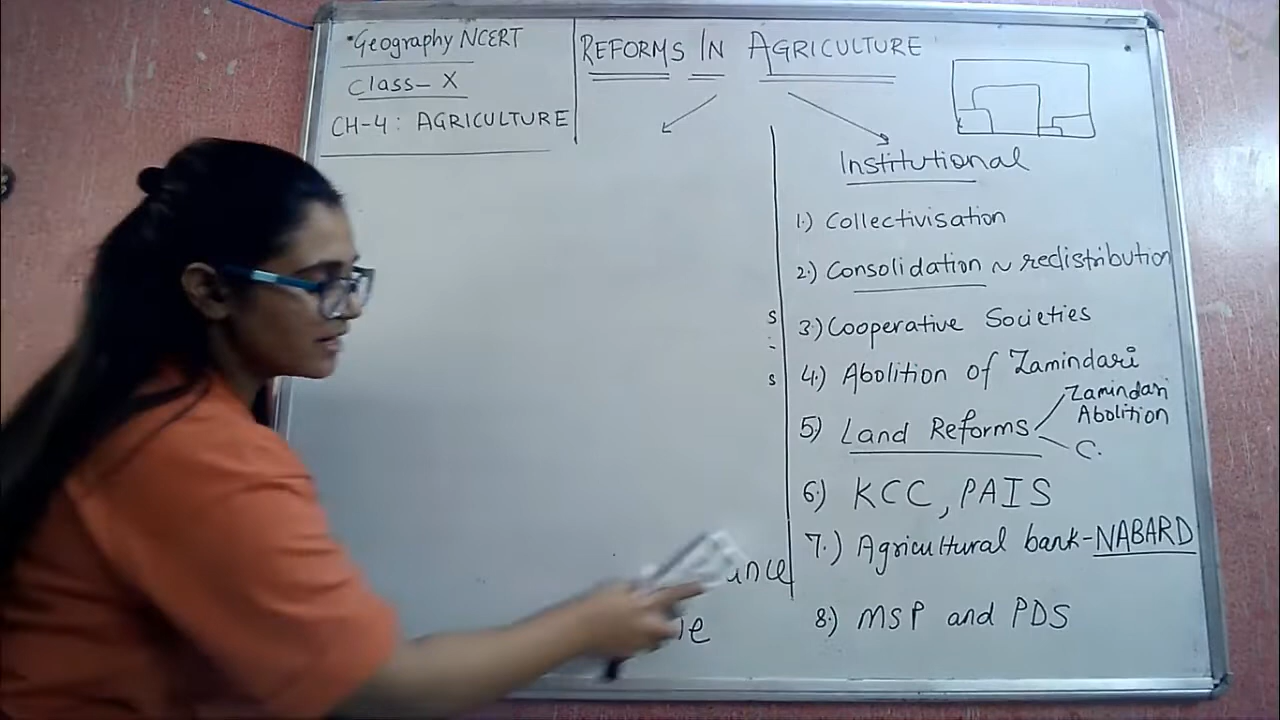 Geography NCERT
Class-X
CH-4: AGRICULTURE
REFORMS IN AGRICULTURE
Institutional
1.) Collectivisation
2.) Consolidation ~ redistribution
3.) Cooperative Societies
4.) Abolition of Zamindari
5) Land Reforms
Zamindari
Abolition
C.
6.) KCC, PAIS
7.) Agricultural bank-NABARD
8.) MSP and PDS
s
s